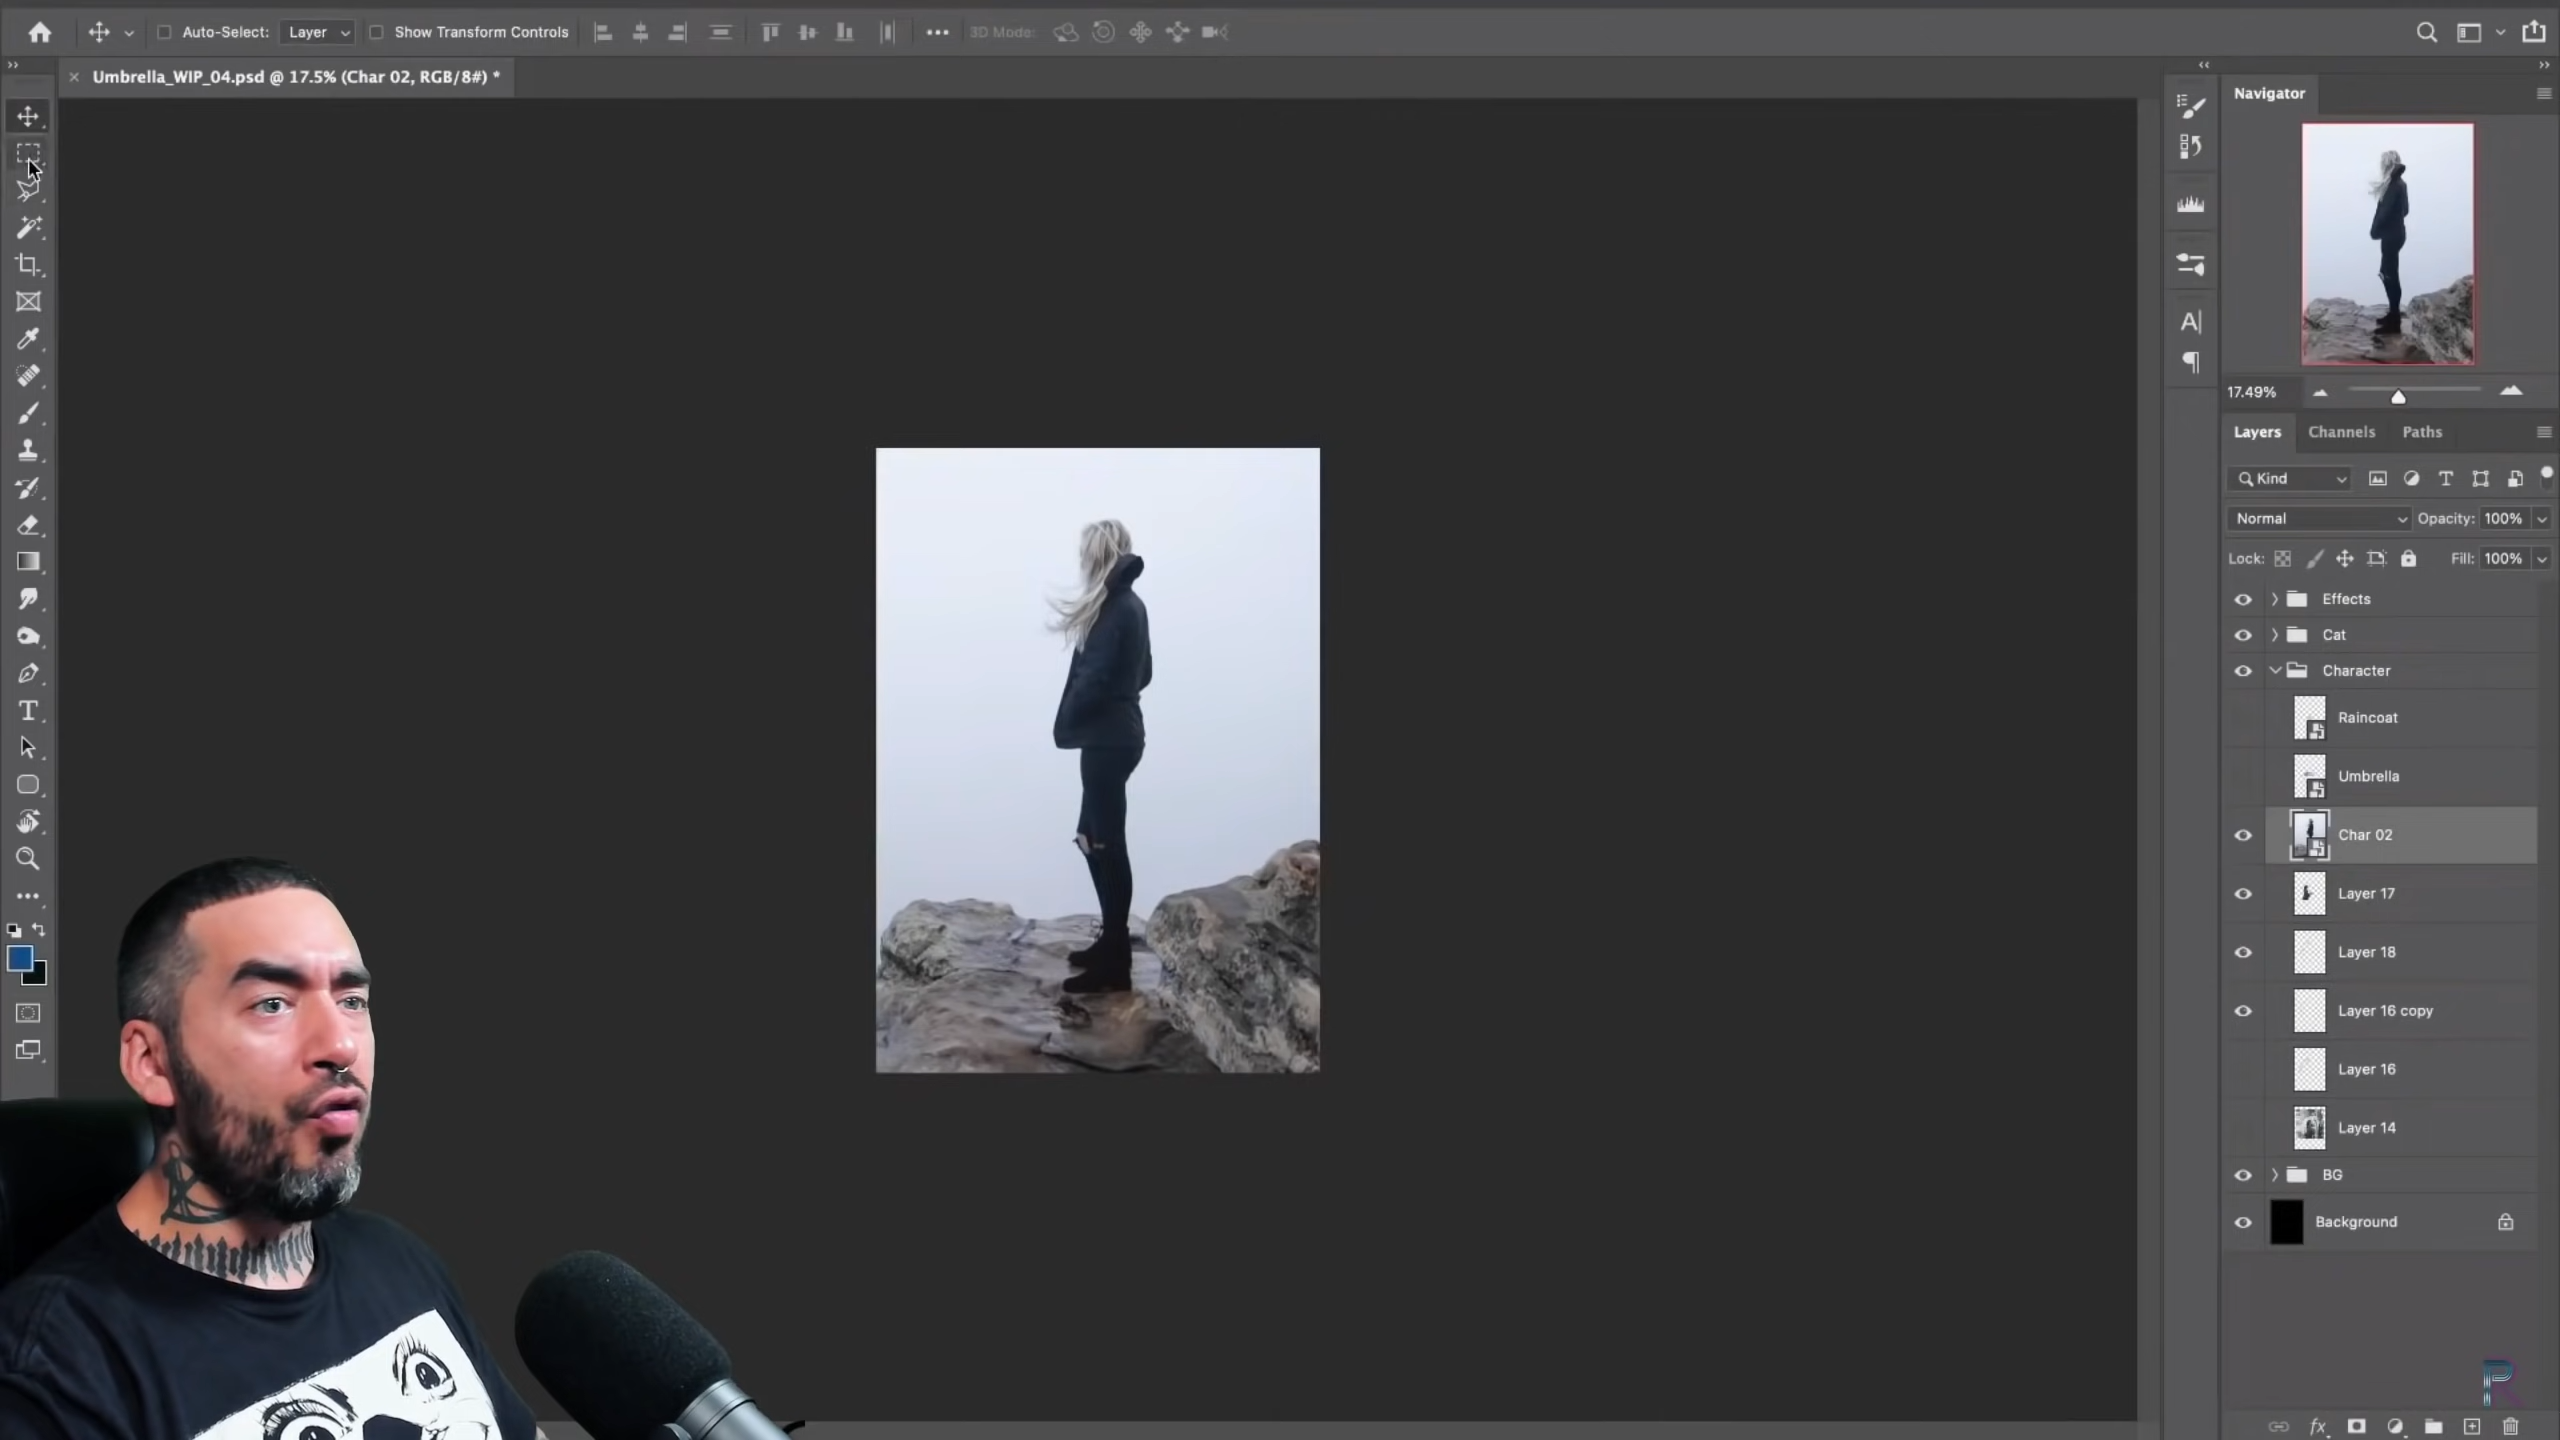 Auto-Select:
Layer
Show Transform Controls
3D Mode:
Umbrella_WIP_04.psd @ 17.5% (Char 02, RGB/8#) *
Navigator
17.49%
Layers
Channels
Paths
Kind
Normal
Opacity: 100%
Lock:
Fill: 100%
Effects
Cat
Character
Raincoat
Umbrella
Char 02
Layer 17
Layer 18
Layer 16 copy
Layer 16
Layer 14
BG
Background
fx
R